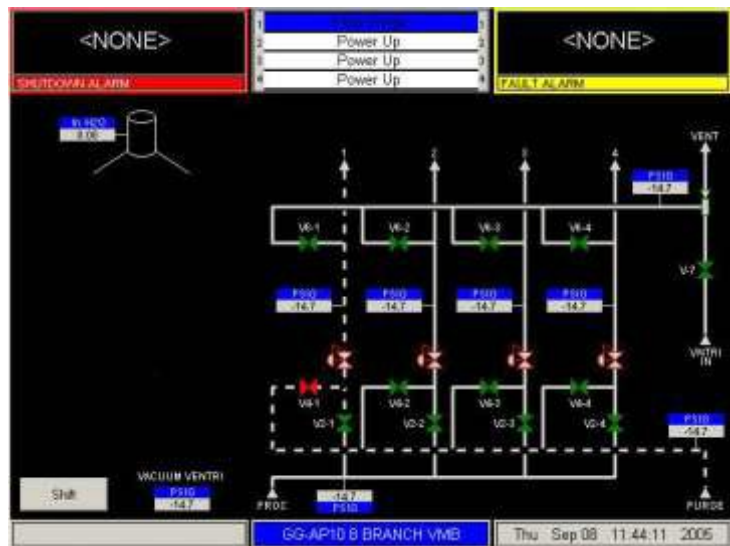 <NONE>
SHUTDOWN ALARM
1 1
2 Power Up 2
3 Power Up 3
4 Power Up 4
<NONE>
FAULT ALARM
In H2O
0.06
1 2 3 4
VENT
PSIG
-14.7
V6-1 V6-2 V6-3 V6-4
V-7
PSIG PSIG PSIG PSIG
-14.7 -14.7 -14.7 -14.7
VNTRI
IN
V4-1 V4-2 V4-3 V4-4
V2-1 V2-2 V2-3 V2-4
PSIG
-14.7
Shift
VACUUM VENTRI
PSIG
-14.7
PROC
-14.7
PSIG
PURGE
GG-AP10 8 BRANCH VMB
Thu Sep 08 11:44:11 2005